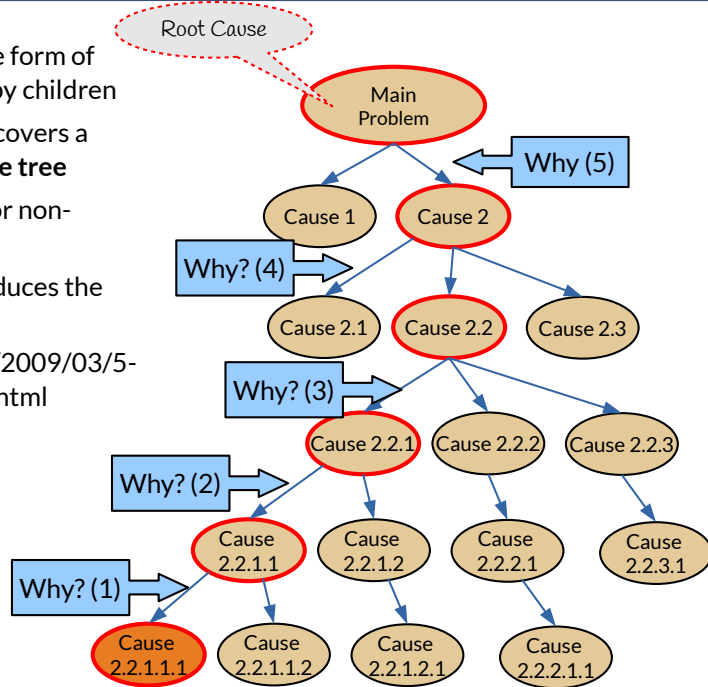 Root Cause
e form of
by children
covers a
e tree
or non-
duces the
/2009/03/5-
html
Main
Problem
Why (5)
Cause 1
Cause 2
Why? (4)
Cause 2.1
Cause 2.2
Cause 2.3
Why? (3)
Cause 2.2.1
Cause 2.2.2
Cause 2.2.3
Why? (2)
Cause
2.2.1.1
Cause
2.2.1.2
Cause
2.2.2.1
Cause
2.2.3.1
Why? (1)
Cause
2.2.1.1.1
Cause
2.2.1.1.2
Cause
2.2.1.2.1
Cause
2.2.2.1.1